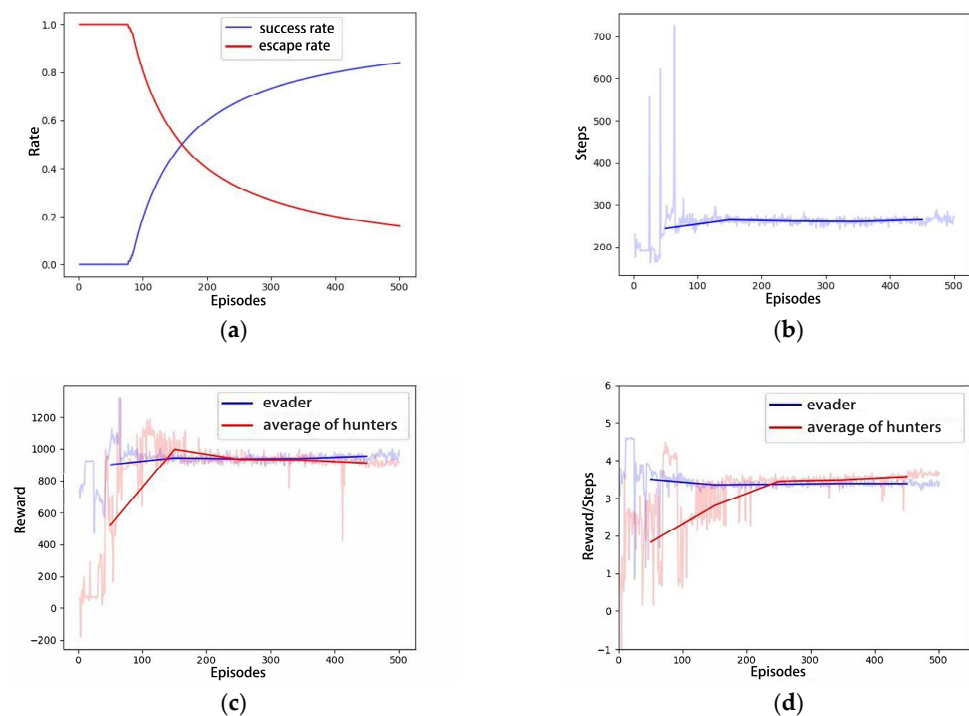 1.0
0.8
0.6
0.4
0.2
0.0
Rate
success rate
escape rate
0 100 200 300 400 500
Episodes
(a)
700
600
500
400
300
200
Steps
0 100 200 300 400 500
Episodes
(b)
1200
1000
800
600
400
200
0
−200
Reward
evader
average of hunters
0 100 200 300 400 500
Episodes
(c)
6
5
4
3
2
1
0
−1
Reward/Steps
evader
average of hunters
0 100 200 300 400 500
Episodes
(d)